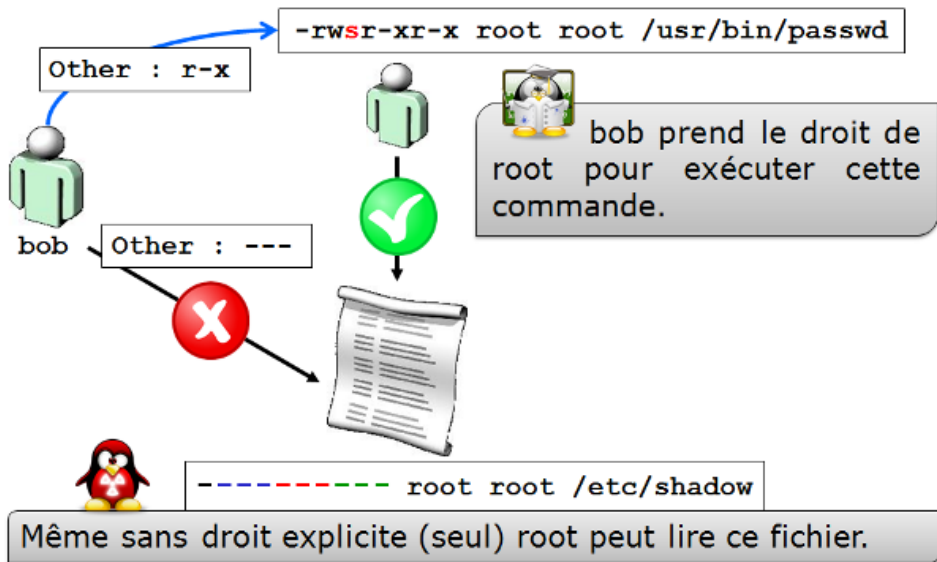 -rwsr-xr-x root root /usr/bin/passwd
Other : r-x
bob prend le droit de
root pour exécuter cette
commande.
bob
Other : ---
---------- root root /etc/shadow
Même sans droit explicite (seul) root peut lire ce fichier.